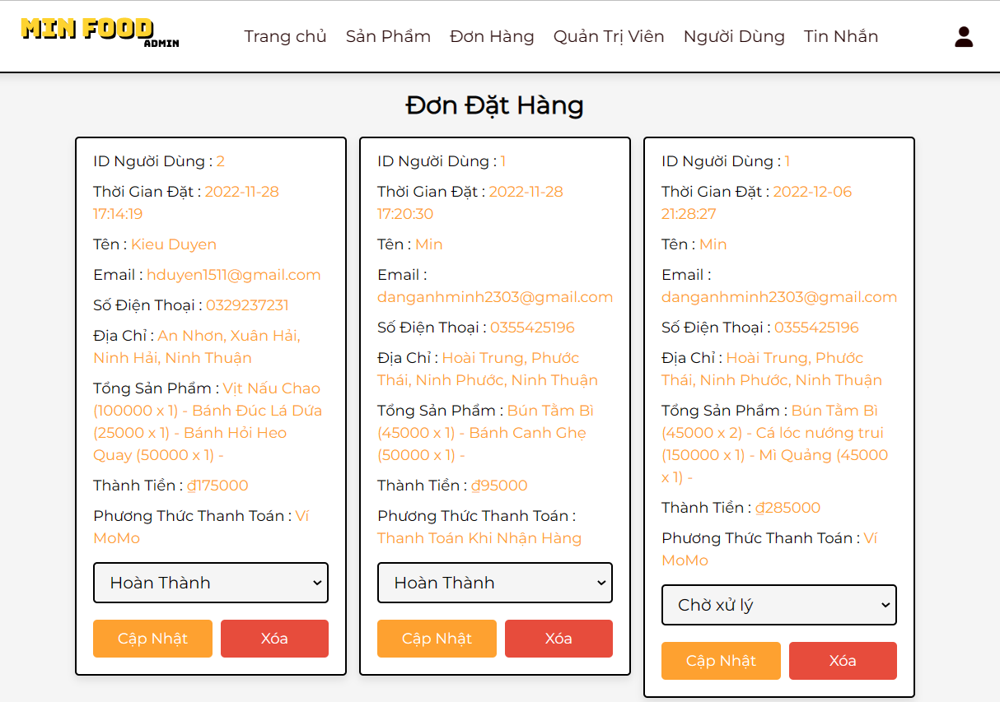 MIN FOOD
ADMIN
Trang chủ Sản Phẩm Đơn Hàng Quản Trị Viên Người Dùng Tin Nhắn
Đơn Đặt Hàng
ID Người Dùng : 2
Thời Gian Đặt : 2022-11-28
17:14:19
Tên : Kieu Duyen
Email : hduyen1511@gmail.com
Số Điện Thoại : 0329237231
Địa Chỉ : An Nhơn, Xuân Hải,
Ninh Hải, Ninh Thuận
Tổng Sản Phẩm : Vịt Nấu Chao
(100000 x 1) - Bánh Đúc Lá Dứa
(25000 x 1) - Bánh Hỏi Heo
Quay (50000 x 1) -
Thành Tiền : ₫175000
Phương Thức Thanh Toán : Ví
MoMo
Hoàn Thành
Cập Nhật Xóa
ID Người Dùng : 1
Thời Gian Đặt : 2022-11-28
17:20:30
Tên : Min
Email :
danganhminh2303@gmail.com
Số Điện Thoại : 0355425196
Địa Chỉ : Hoài Trung, Phước
Thái, Ninh Phước, Ninh Thuận
Tổng Sản Phẩm : Bún Tằm Bì
(45000 x 1) - Bánh Canh Ghẹ
(50000 x 1) -
Thành Tiền : ₫95000
Phương Thức Thanh Toán :
Thanh Toán Khi Nhận Hàng
Hoàn Thành
Cập Nhật Xóa
ID Người Dùng : 1
Thời Gian Đặt : 2022-12-06
21:28:27
Tên : Min
Email :
danganhminh2303@gmail.com
Số Điện Thoại : 0355425196
Địa Chỉ : Hoài Trung, Phước
Thái, Ninh Phước, Ninh Thuận
Tổng Sản Phẩm : Bún Tằm Bì
(45000 x 2) - Cá lóc nướng trui
(150000 x 1) - Mì Quảng (45000
x 1) -
Thành Tiền : ₫285000
Phương Thức Thanh Toán : Ví
MoMo
Chờ xử lý
Cập Nhật Xóa